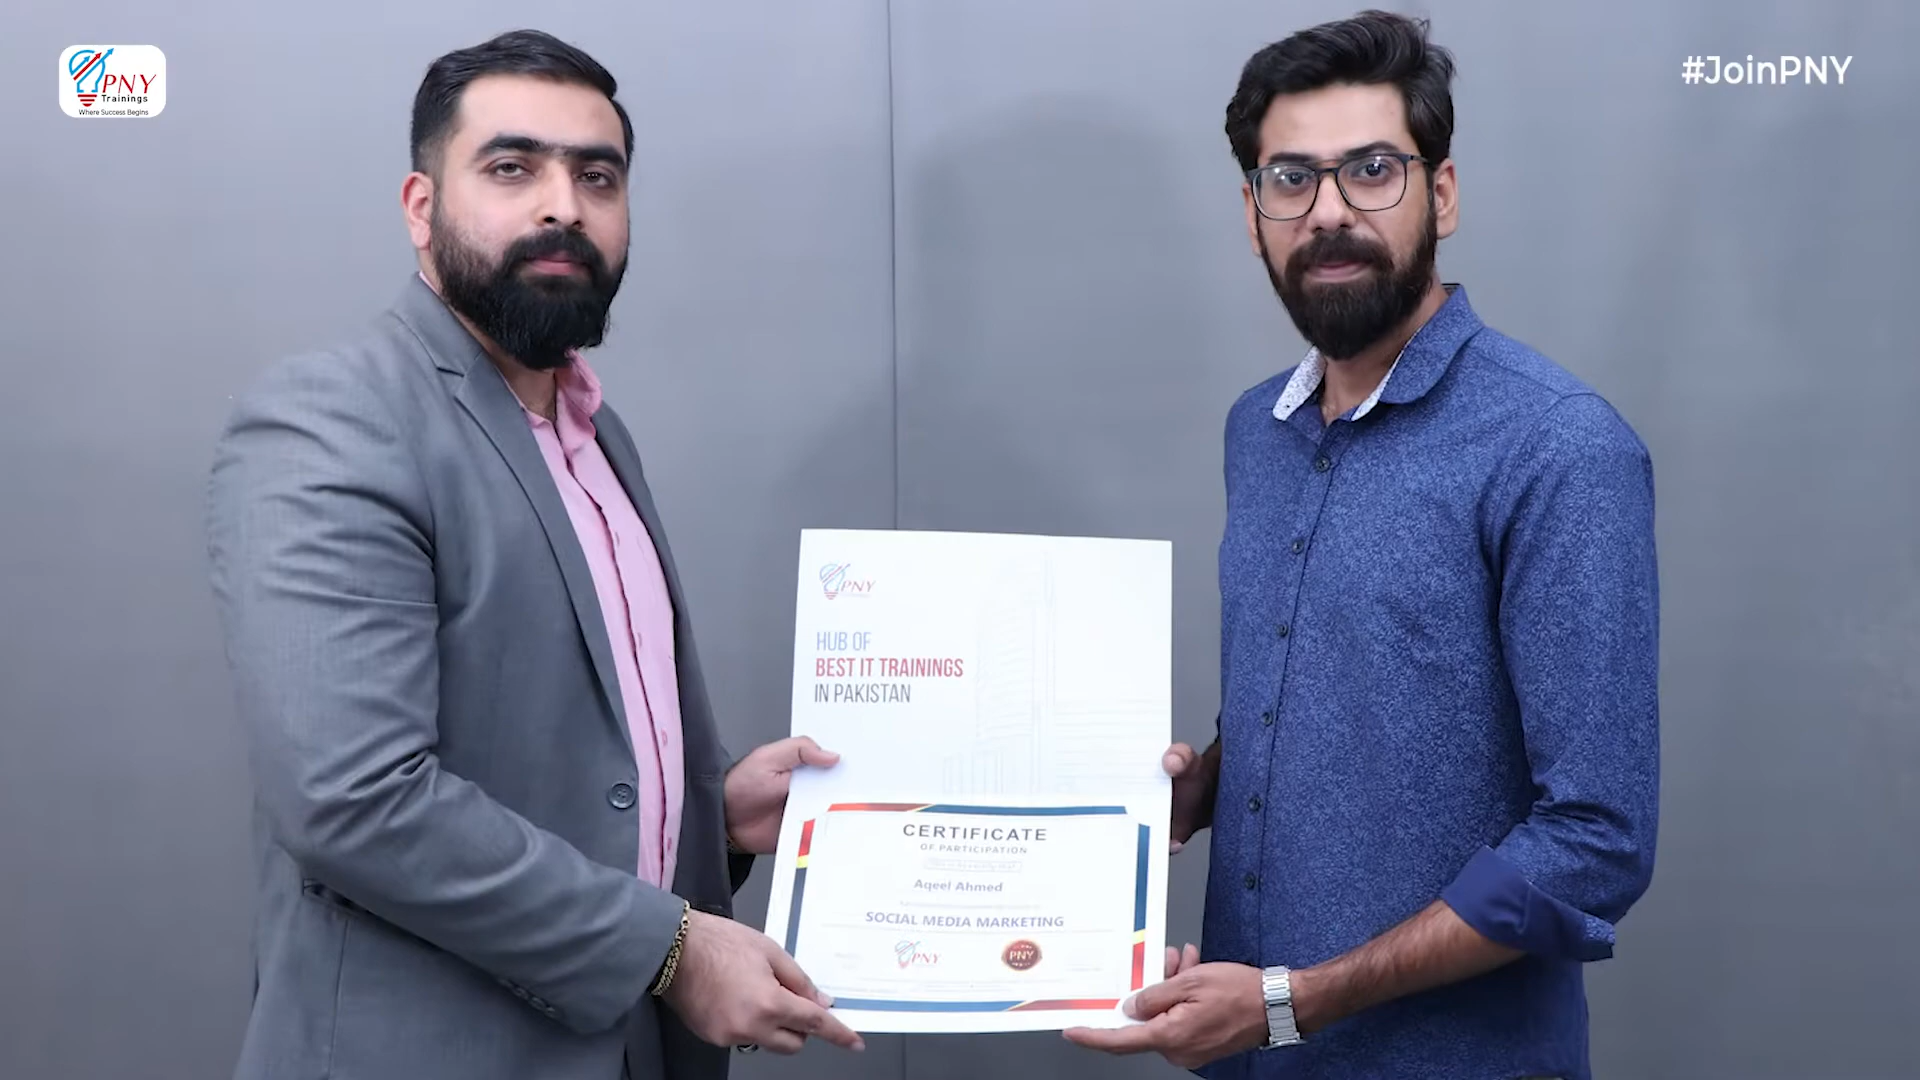 PNY
Trainings
Where Success Begins
#JoinPNY
PNY
HUB OF
BEST IT TRAININGS
IN PAKISTAN
CERTIFICATE
OF PARTICIPATION
Aqeel Ahmed
SOCIAL MEDIA MARKETING
PNY
PNY